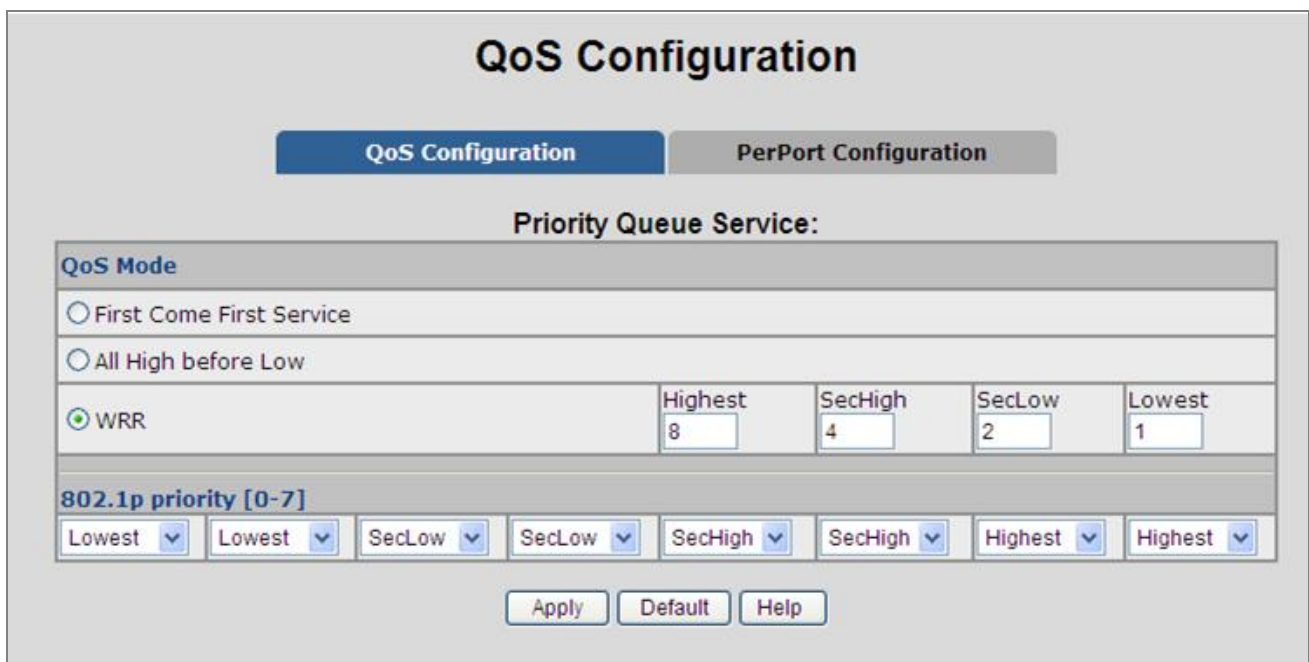 QoS Configuration
QoS Configuration PerPort Configuration
Priority Queue Service:
QoS Mode
First Come First Service
All High before Low
WRR
Highest SecHigh SecLow Lowest
8 4 2 1
802.1p priority [0-7]
Lowest Lowest SecLow SecLow SecHigh SecHigh Highest Highest
Apply Default Help